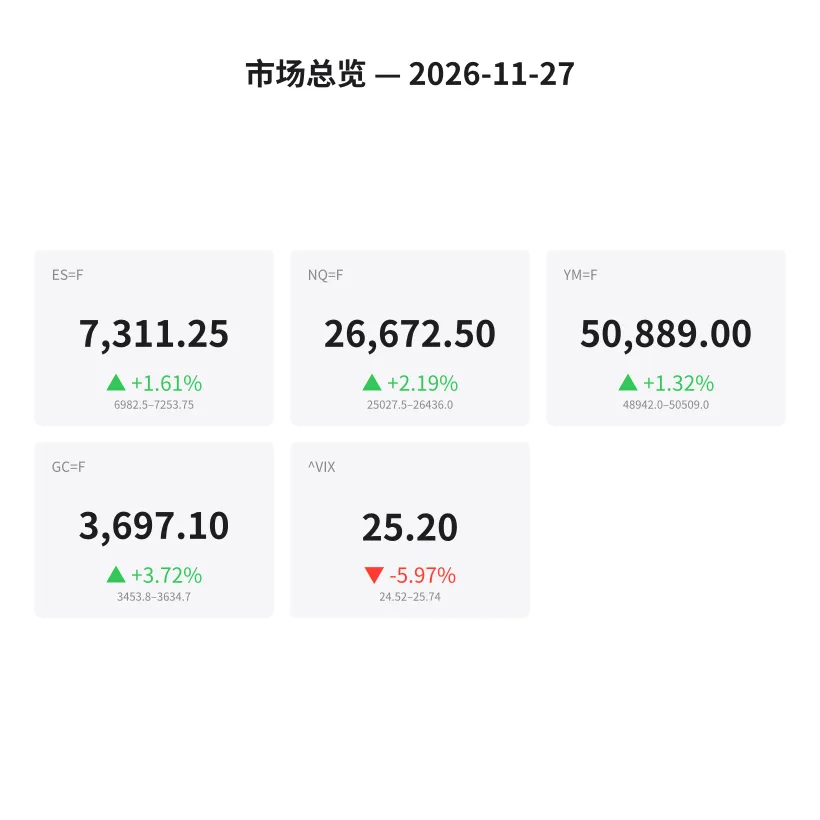 市场总览 — 2026-11-27
ES=F
7,311.25
▲ +1.61%
6982.5–7253.75
NQ=F
26,672.50
▲ +2.19%
25027.5–26436.0
YM=F
50,889.00
▲ +1.32%
48942.0–50509.0
GC=F
3,697.10
▲ +3.72%
3453.8–3634.7
^VIX
25.20
▼ -5.97%
24.52–25.74